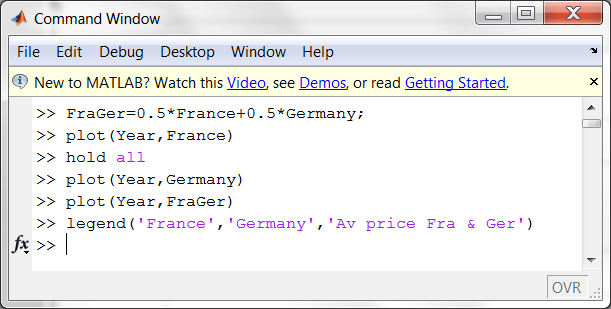 Command Window
File Edit Debug Desktop Window Help
New to MATLAB? Watch this Video, see Demos, or read Getting Started.
>> FraGer=0.5*France+0.5*Germany;
>> plot(Year,France)
>> hold all
>> plot(Year,Germany)
>> plot(Year,FraGer)
>> legend('France','Germany','Av price Fra & Ger')
fx >>
OVR